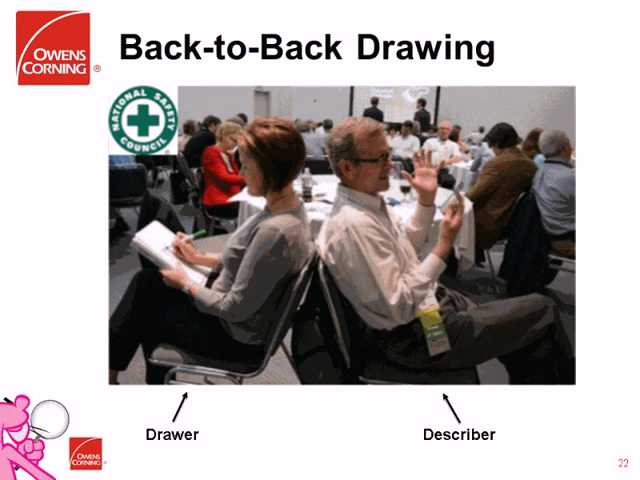 OWENS
CORNING ®
Back-to-Back Drawing
NATIONAL SAFETY
COUNCIL
Drawer
Describer
OWENS
CORNING
22